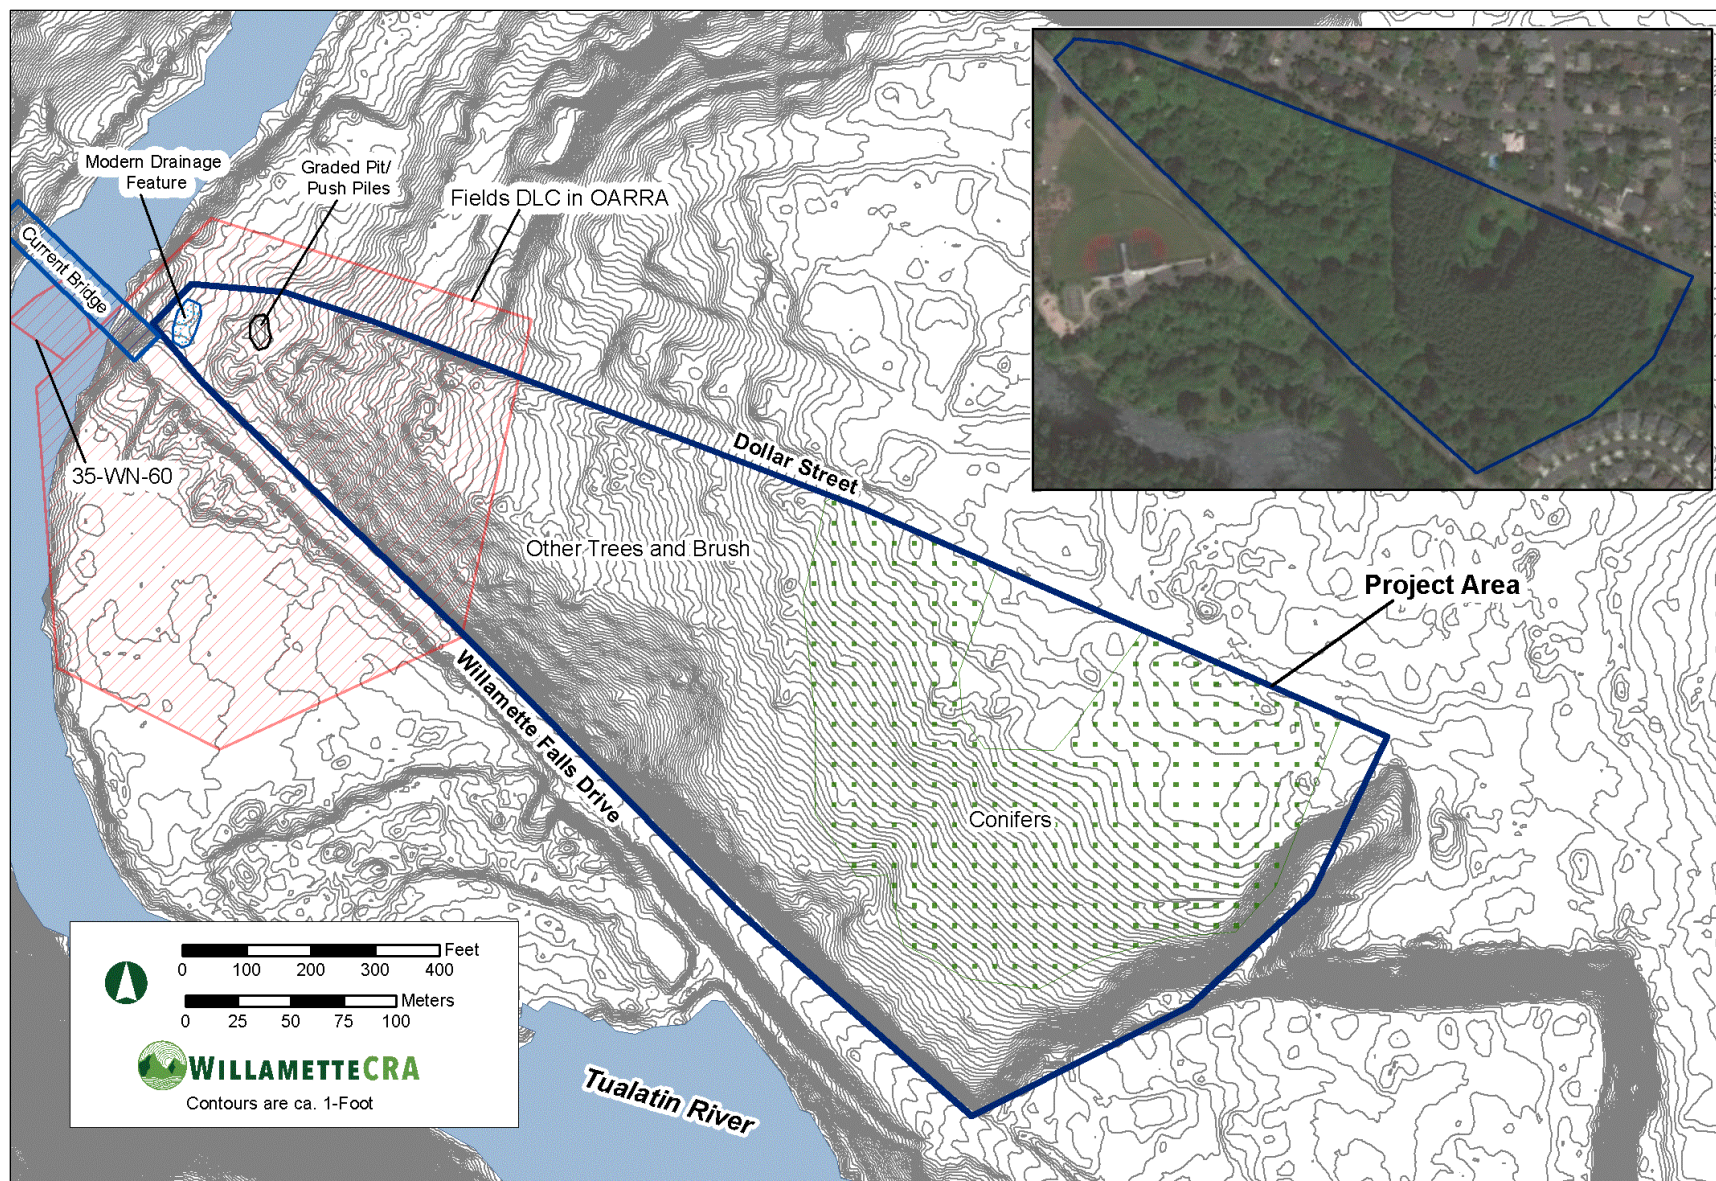 Modern Drainage
Feature
Graded Pit/
Push Piles
Fields DLC in OARRA
Current Bridge
35-WN-60
Dollar Street
Other Trees and Brush
Project Area
Willamette Falls Drive
Conifers
Feet
0 100 200 300 400
Meters
0 25 50 75 100
WILLAMETTECRA
Contours are ca. 1-Foot
Tualatin River